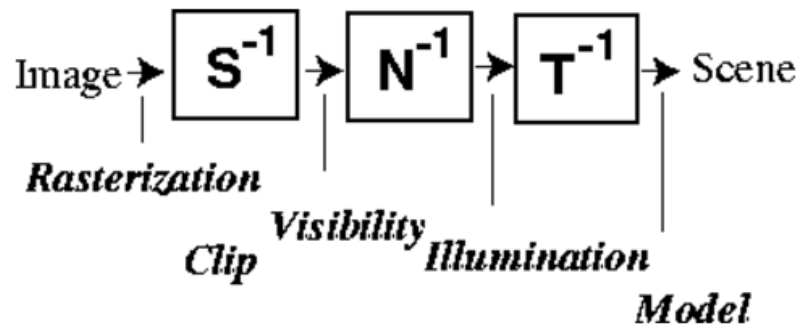 Image S⁻¹ N⁻¹ T⁻¹ Scene
Rasterization
Visibility
Clip
Illumination
Model